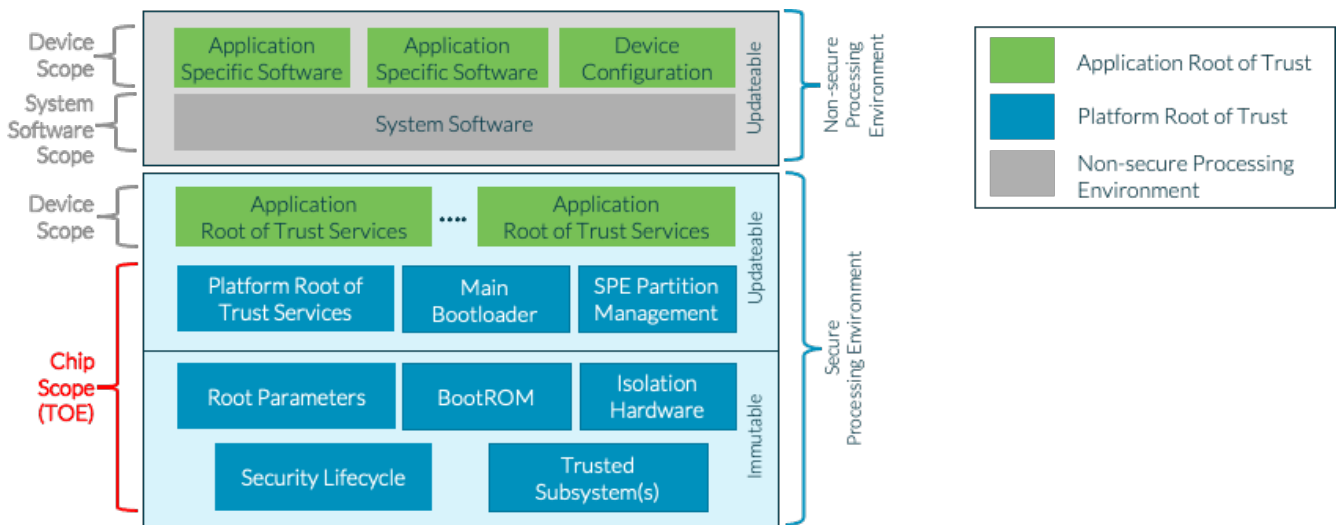 Device
Scope
Application
Specific Software
Application
Specific Software
Device
Configuration
Updateable
Non-secure
Processing
Environment
System
Software
Scope
System Software
Device
Scope
Application
Root of Trust Services
....
Application
Root of Trust Services
Updateable
Platform Root of
Trust Services
Main
Bootloader
SPE Partition
Management
Secure
Processing Environment
Chip
Scope
(TOE)
Root Parameters
BootROM
Isolation
Hardware
Immutable
Security Lifecycle
Trusted
Subsystem(s)
Application Root of Trust
Platform Root of Trust
Non-secure Processing
Environment